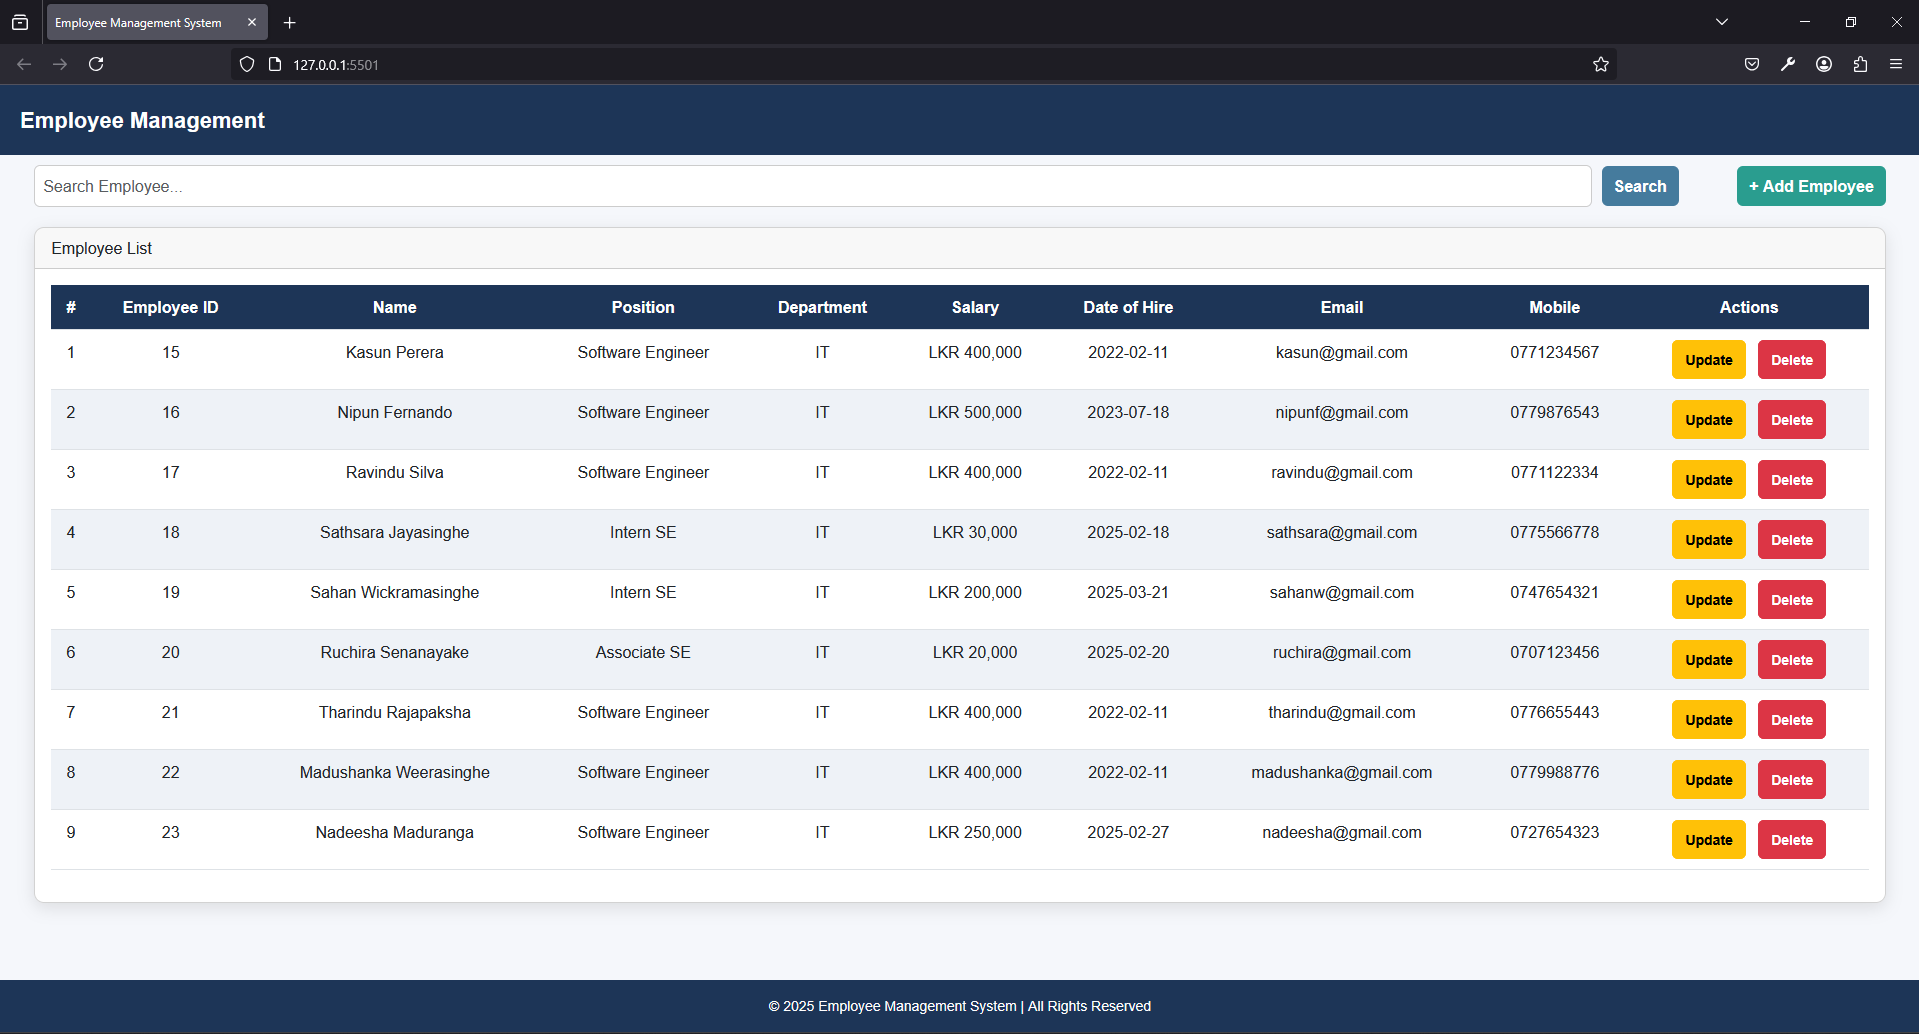 Employee Management System
127.0.0.1:5501
Employee Management
Search Employee... Search + Add Employee
Employee List
# Employee ID Name Position Department Salary Date of Hire Email Mobile Actions
1 15 Kasun Perera Software Engineer IT LKR 400,000 2022-02-11 kasun@gmail.com 0771234567 Update Delete
2 16 Nipun Fernando Software Engineer IT LKR 500,000 2023-07-18 nipunf@gmail.com 0779876543 Update Delete
3 17 Ravindu Silva Software Engineer IT LKR 400,000 2022-02-11 ravindu@gmail.com 0771122334 Update Delete
4 18 Sathsara Jayasinghe Intern SE IT LKR 30,000 2025-02-18 sathsara@gmail.com 0775566778 Update Delete
5 19 Sahan Wickramasinghe Intern SE IT LKR 200,000 2025-03-21 sahanw@gmail.com 0747654321 Update Delete
6 20 Ruchira Senanayake Associate SE IT LKR 20,000 2025-02-20 ruchira@gmail.com 0707123456 Update Delete
7 21 Tharindu Rajapaksha Software Engineer IT LKR 400,000 2022-02-11 tharindu@gmail.com 0776655443 Update Delete
8 22 Madushanka Weerasinghe Software Engineer IT LKR 400,000 2022-02-11 madushanka@gmail.com 0779988776 Update Delete
9 23 Nadeesha Maduranga Software Engineer IT LKR 250,000 2025-02-27 nadeesha@gmail.com 0727654323 Update Delete
© 2025 Employee Management System | All Rights Reserved